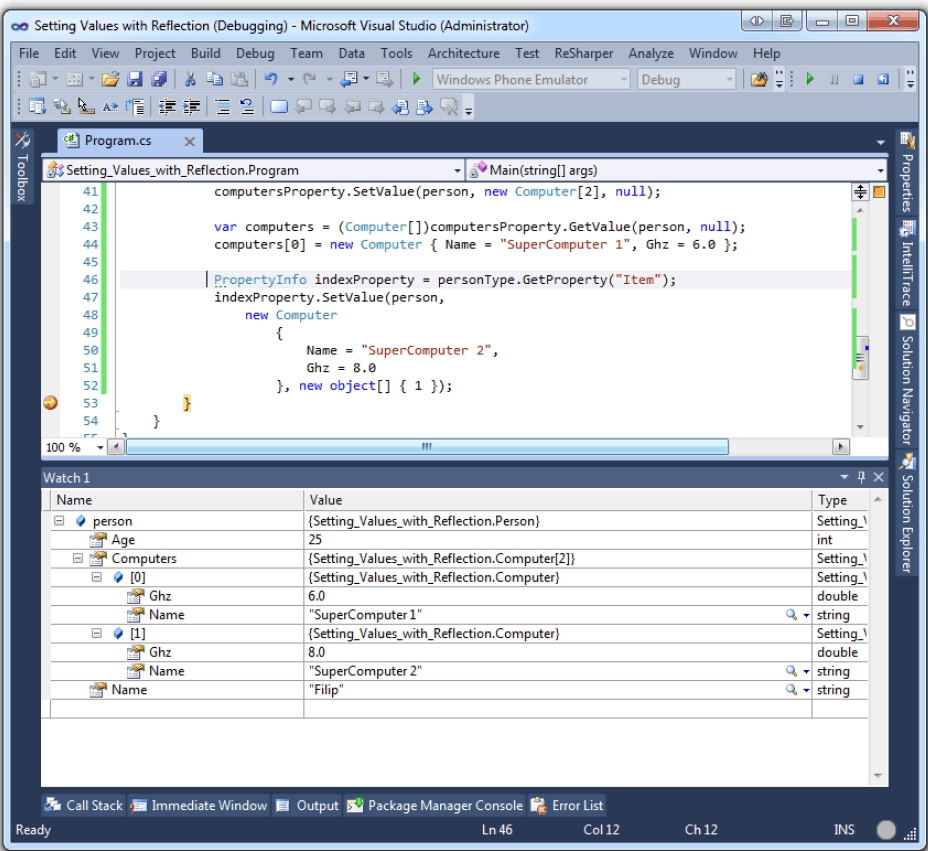 Setting Values with Reflection (Debugging) - Microsoft Visual Studio (Administrator)
File Edit View Project Build Debug Team Data Tools Architecture Test ReSharper Analyze Window Help
Windows Phone Emulator Debug
Toolbox
Program.cs
Setting_Values_with_Reflection.Program Main(string[] args)
41 computersProperty.SetValue(person, new Computer[2], null);
42
43 var computers = (Computer[])computersProperty.GetValue(person, null);
44 computers[0] = new Computer { Name = "SuperComputer 1", Ghz = 6.0 };
45
46 PropertyInfo indexProperty = personType.GetProperty("Item");
47 indexProperty.SetValue(person,
48 new Computer
49 {
50 Name = "SuperComputer 2",
51 Ghz = 8.0
52 }, new object[] { 1 });
53 }
54 }
100 %
Properties
IntelliTrace
Solution Navigator
Solution Explorer
Watch 1
Name Value Type
person {Setting_Values_with_Reflection.Person} Setting_
Age 25 int
Computers {Setting_Values_with_Reflection.Computer[2]} Setting_
[0] {Setting_Values_with_Reflection.Computer} Setting_
Ghz 6.0 double
Name "SuperComputer 1" string
[1] {Setting_Values_with_Reflection.Computer} Setting_
Ghz 8.0 double
Name "SuperComputer 2" string
Name "Filip" string
Call Stack Immediate Window Output Package Manager Console Error List
Ready Ln 46 Col 12 Ch 12 INS